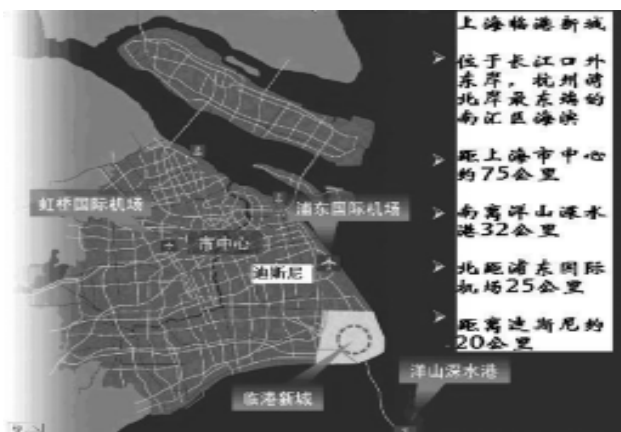 上海临港新城
位于长江口外
东岸，杭州湾
北岸最东端的
南汇区海滨
距上海市中心
约75公里
南离洋山深水
港32公里
北距浦东国际
机场25公里
距离迪斯尼约
20公里
虹桥国际机场
浦东国际机场
市中心
迪斯尼
洋山深水港
临港新城